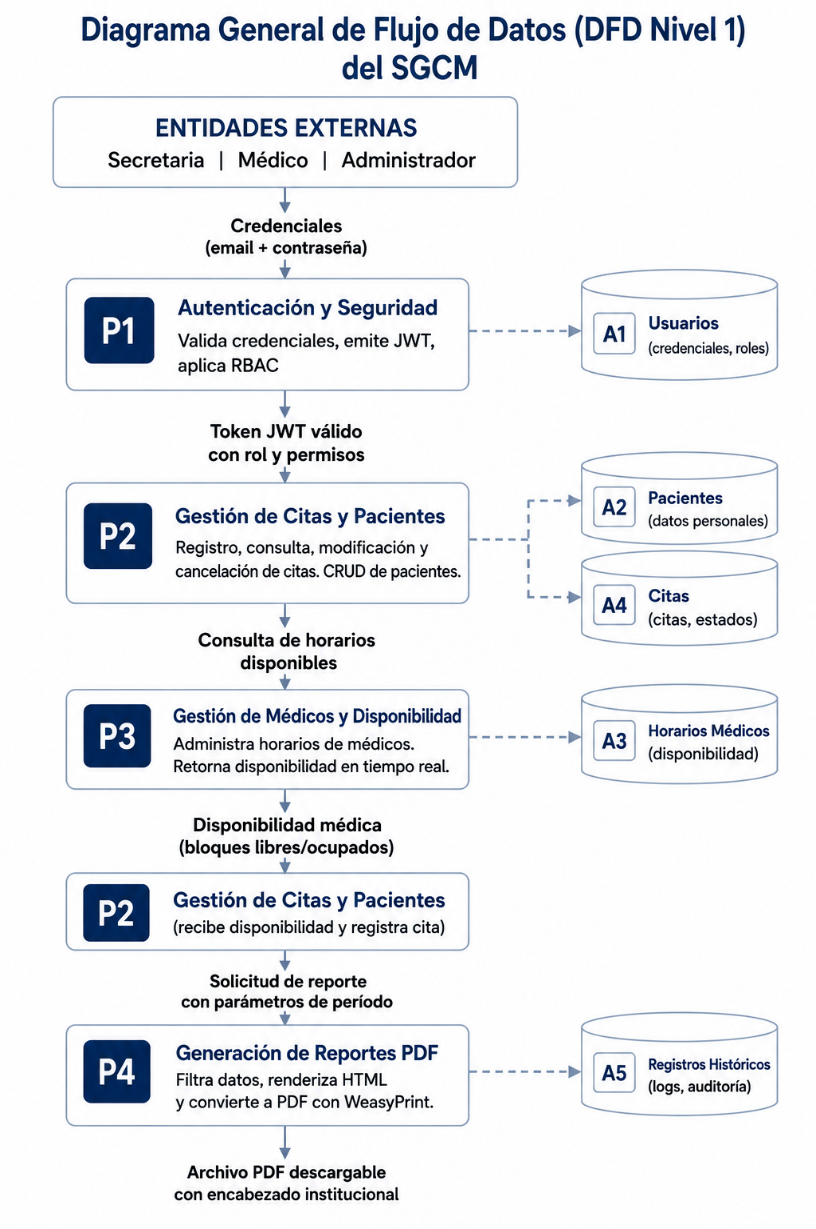 Diagrama General de Flujo de Datos (DFD Nivel 1)
del SGCM
ENTIDADES EXTERNAS
Secretaria | Médico | Administrador
Credenciales
(email + contraseña)
P1
Autenticación y Seguridad
Valida credenciales, emite JWT,
aplica RBAC
A1
Usuarios
(credenciales, roles)
Token JWT válido
con rol y permisos
P2
Gestión de Citas y Pacientes
Registro, consulta, modificación y
cancelación de citas. CRUD de pacientes.
A2
Pacientes
(datos personales)
A4
Citas
(citas, estados)
Consulta de horarios
disponibles
P3
Gestión de Médicos y Disponibilidad
Administra horarios de médicos.
Retorna disponibilidad en tiempo real.
A3
Horarios Médicos
(disponibilidad)
Disponibilidad médica
(bloques libres/ocupados)
P2
Gestión de Citas y Pacientes
(recibe disponibilidad y registra cita)
Solicitud de reporte
con parámetros de período
P4
Generación de Reportes PDF
Filtra datos, renderiza HTML
y convierte a PDF con WeasyPrint.
A5
Registros Históricos
(logs, auditoría)
Archivo PDF descargable
con encabezado institucional